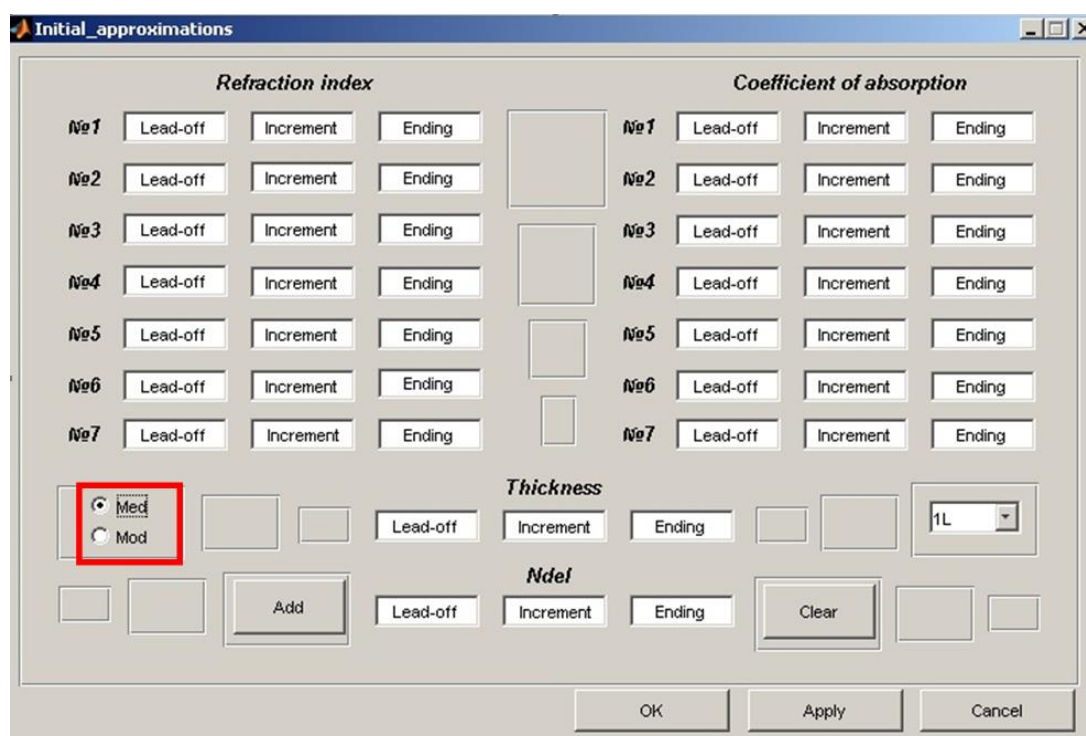 Initial_approximations
Refraction index Coefficient of absorption
№1 Lead-off Increment Ending №1 Lead-off Increment Ending
№2 Lead-off Increment Ending №2 Lead-off Increment Ending
№3 Lead-off Increment Ending №3 Lead-off Increment Ending
№4 Lead-off Increment Ending №4 Lead-off Increment Ending
№5 Lead-off Increment Ending №5 Lead-off Increment Ending
№6 Lead-off Increment Ending №6 Lead-off Increment Ending
№7 Lead-off Increment Ending №7 Lead-off Increment Ending
Thickness
Med
Mod
Lead-off Increment Ending 1L
Ndel
Add Lead-off Increment Ending Clear
OK Apply Cancel